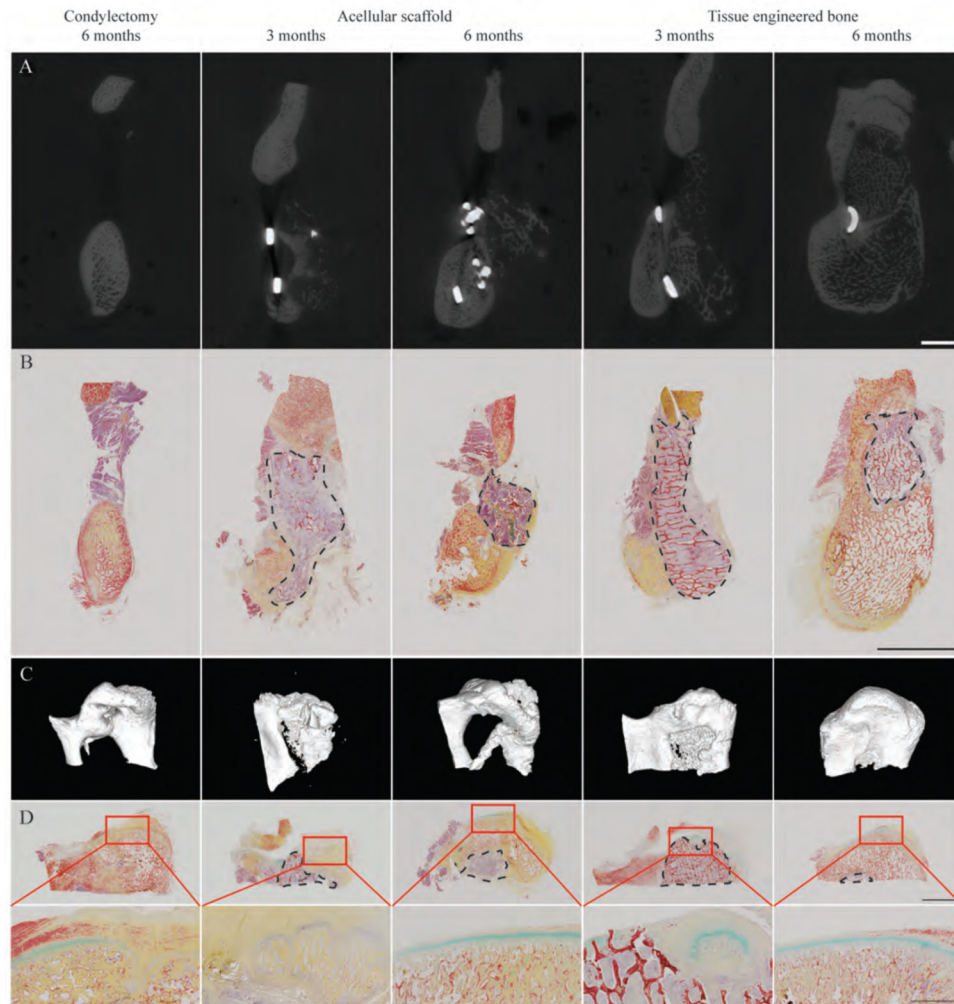 Condylectomy
6 months
Acellular scaffold
3 months
6 months
Tissue engineered bone
3 months
6 months
A
B
C
D